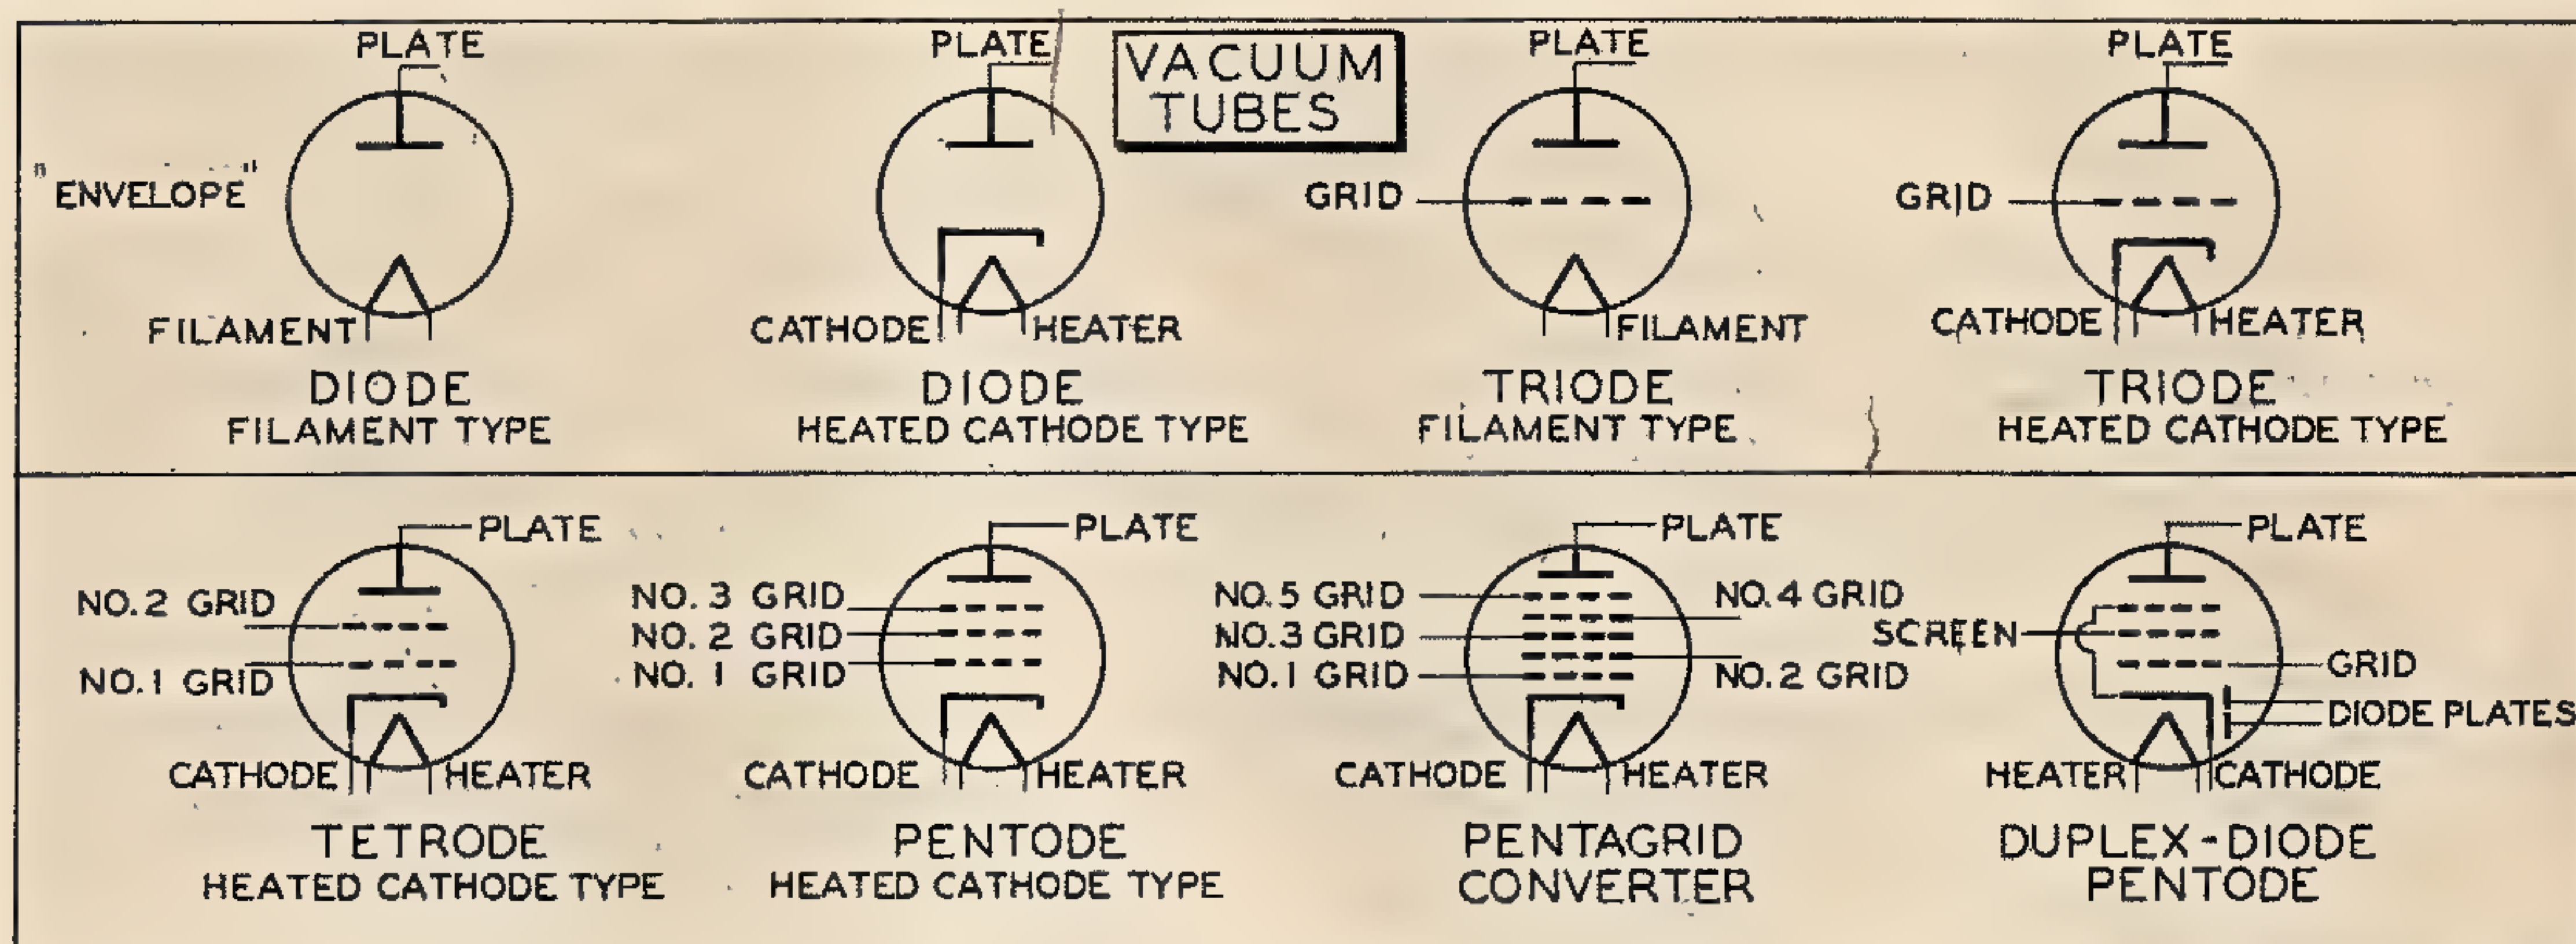 PLATE
"ENVELOPE"
FILAMENT
DIODE
FILAMENT TYPE
PLATE
CATHODE
HEATER
DIODE
HEATED CATHODE TYPE
VACUUM
TUBES
PLATE
GRID
FILAMENT
TRIODE
FILAMENT TYPE
PLATE
GRID
CATHODE
HEATER
TRIODE
HEATED CATHODE TYPE
PLATE
NO. 2 GRID
NO. 1 GRID
CATHODE
HEATER
TETRODE
HEATED CATHODE TYPE
PLATE
NO. 3 GRID
NO. 2 GRID
NO. 1 GRID
CATHODE
HEATER
PENTODE
HEATED CATHODE TYPE
PLATE
NO. 5 GRID
NO. 4 GRID
NO. 3 GRID
NO. 1 GRID
NO. 2 GRID
CATHODE
HEATER
PENTAGRID
CONVERTER
PLATE
SCREEN
GRID
DIODE PLATES
HEATER
CATHODE
DUPLEX-DIODE
PENTODE